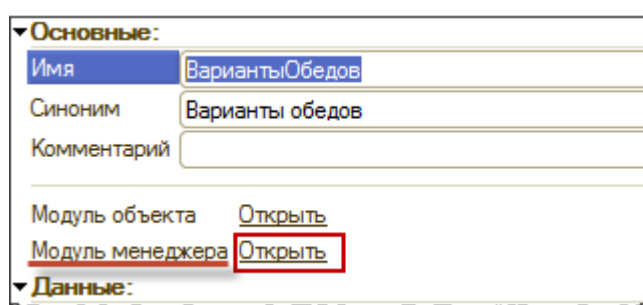 Основные:
Имя ВариантыОбедов
Синоним Варианты обедов
Комментарий
Модуль объекта Открыть
Модуль менеджера Открыть
Данные: